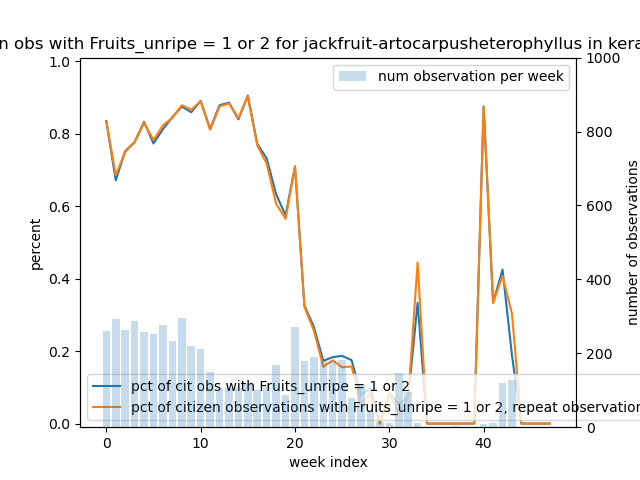 n obs with Fruits_unripe = 1 or 2 for jackfruit-artocarpusheterophyllus in kera
num observation per week
1.0
0.8
0.6
0.4
0.2
0.0
percent
1000
800
600
400
200
0
number of observations
pct of cit obs Fruits_unripe = 1 or 2
pct of citizen observations with Fruits_unripe = 1 or 2, repeat observation
0 10 20 30 40
week index